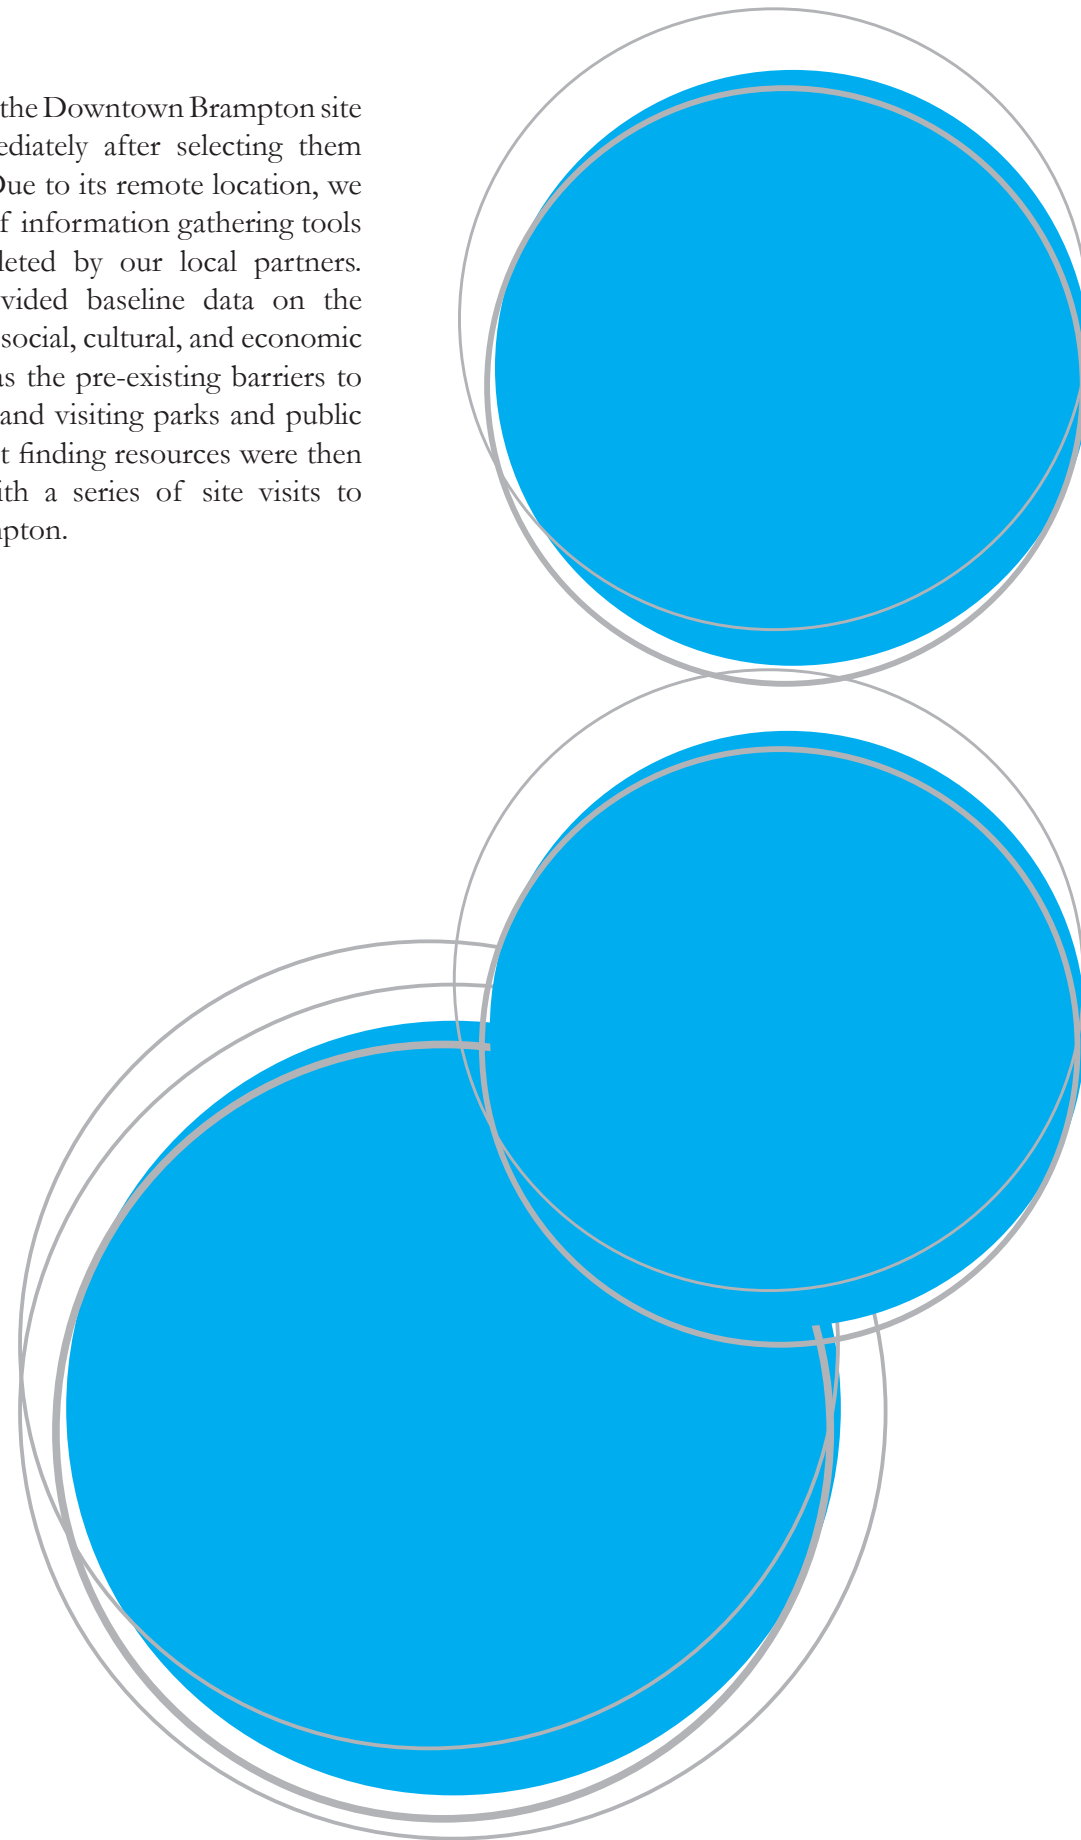 the Downtown Brampton site
ediately after selecting them
Due to its remote location, we
f information gathering tools
leted by our local partners.
vided baseline data on the
social, cultural, and economic
as the pre-existing barriers to
and visiting parks and public
t finding resources were then
ith a series of site visits to
mpton.